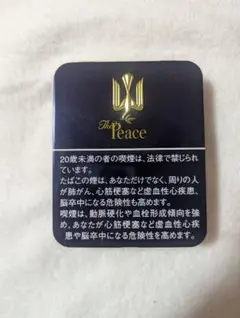 The Peace
20歳未満の者の喫煙は、法律で禁じられ
ています。
たばこの煙は、あなただけでなく、周りの人
が肺がん、心筋梗塞など虚血性心疾患、
脳卒中になる危険性も高めます。
喫煙は、動脈硬化や血栓形成傾向を強
め、あなたが心筋梗塞など虚血性心疾
患や脳卒中になる危険性を高めます。